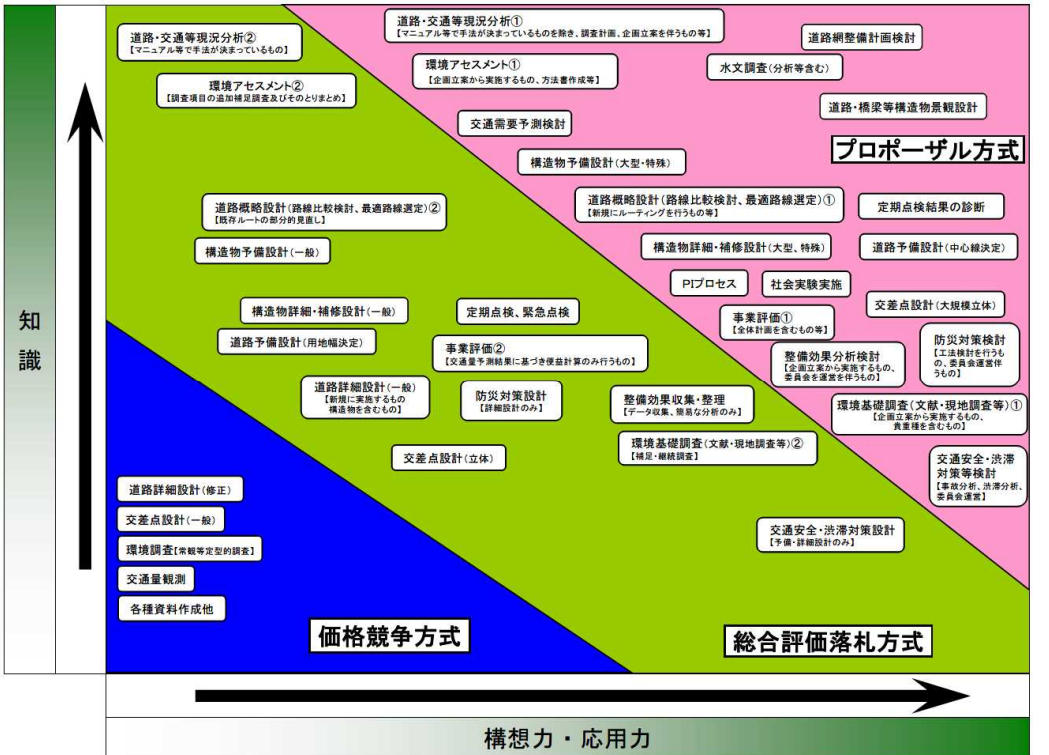 道路・交通等現況分析②
【マニュアル等で手法が決まっているもの】
環境アセスメント②
【調査項目の追加補足調査及びそのとりまとめ】
道路・交通等現況分析①
【マニュアル等で手法が決まっているものを除き、調査計画、企画立案を伴うもの等】
環境アセスメント①
【企画立案から実施するもの、方法書作成等】
道路網整備計画検討
水文調査(分析等含む)
道路・橋梁等構造物景観設計
交通需要予測検討
プロポーザル方式
構造物予備設計(大型・特殊)
道路概略設計(路線比較検討、最適路線選定)②
【既存ルートの部分的見直し】
道路概略設計(路線比較検討、最適路線選定)①
【新規にルーティングを行うもの等】
定期点検結果の診断
構造物予備設計(一般)
構造物詳細・補修設計(大型、特殊)
道路予備設計(中心線決定)
PIプロセス
社会実験実施
構造物詳細・補修設計(一般)
定期点検、緊急点検
事業評価①
【全体計画を含むもの等】
交差点設計(大規模立体)
道路予備設計(用地幅決定)
事業評価②
【交通量予測結果に基づき便益計算のみ行うもの】
整備効果分析検討
【企画立案から実施するもの、
委員会を運営を伴うもの】
防災対策検討
【工法検討を行うも
の、委員会運営伴
うもの】
道路詳細設計(一般)
【新規に実施するもの
構造物を含むもの】
防災対策設計
【詳細設計のみ】
整備効果収集・整理
【データ収集、簡易な分析のみ】
環境基礎調査(文献・現地調査等)①
【企画立案から実施するもの、
貴重種を含むもの】
環境基礎調査(文献・現地調査等)②
【補足・継続調査】
交差点設計(立体)
交通安全・渋滞
対策等検討
【事故分析、渋滞分析、
委員会運営】
道路詳細設計(修正)
交差点設計(一般)
環境調査【常観等定型的調査】
交通量観測
各種資料作成他
交通安全・渋滞対策設計
【予備・詳細設計のみ】
価格競争方式
総合評価落札方式
知
識
構想力・応用力